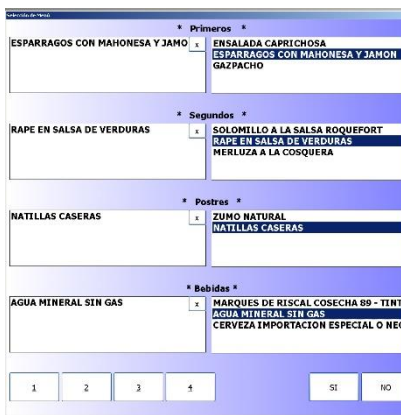 Selección de Menú
* Primeros *
ESPARRAGOS CON MAHONESA Y JAMO
x
ENSALADA CAPRICHOSA
ESPARRAGOS CON MAHONESA Y JAMON
GAZPACHO
* Segundos *
RAPE EN SALSA DE VERDURAS
x
SOLOMILLO A LA SALSA ROQUEFORT
RAPE EN SALSA DE VERDURAS
MERLUZA A LA COSQUERA
* Postres *
NATILLAS CASERAS
x
ZUMO NATURAL
NATILLAS CASERAS
* Bebidas *
AGUA MINERAL SIN GAS
x
MARQUES DE RISCAL COSECHA 89 - TINT
AGUA MINERAL SIN GAS
CERVEZA IMPORTACION ESPECIAL O NEG
1 2 3 4 SI NO